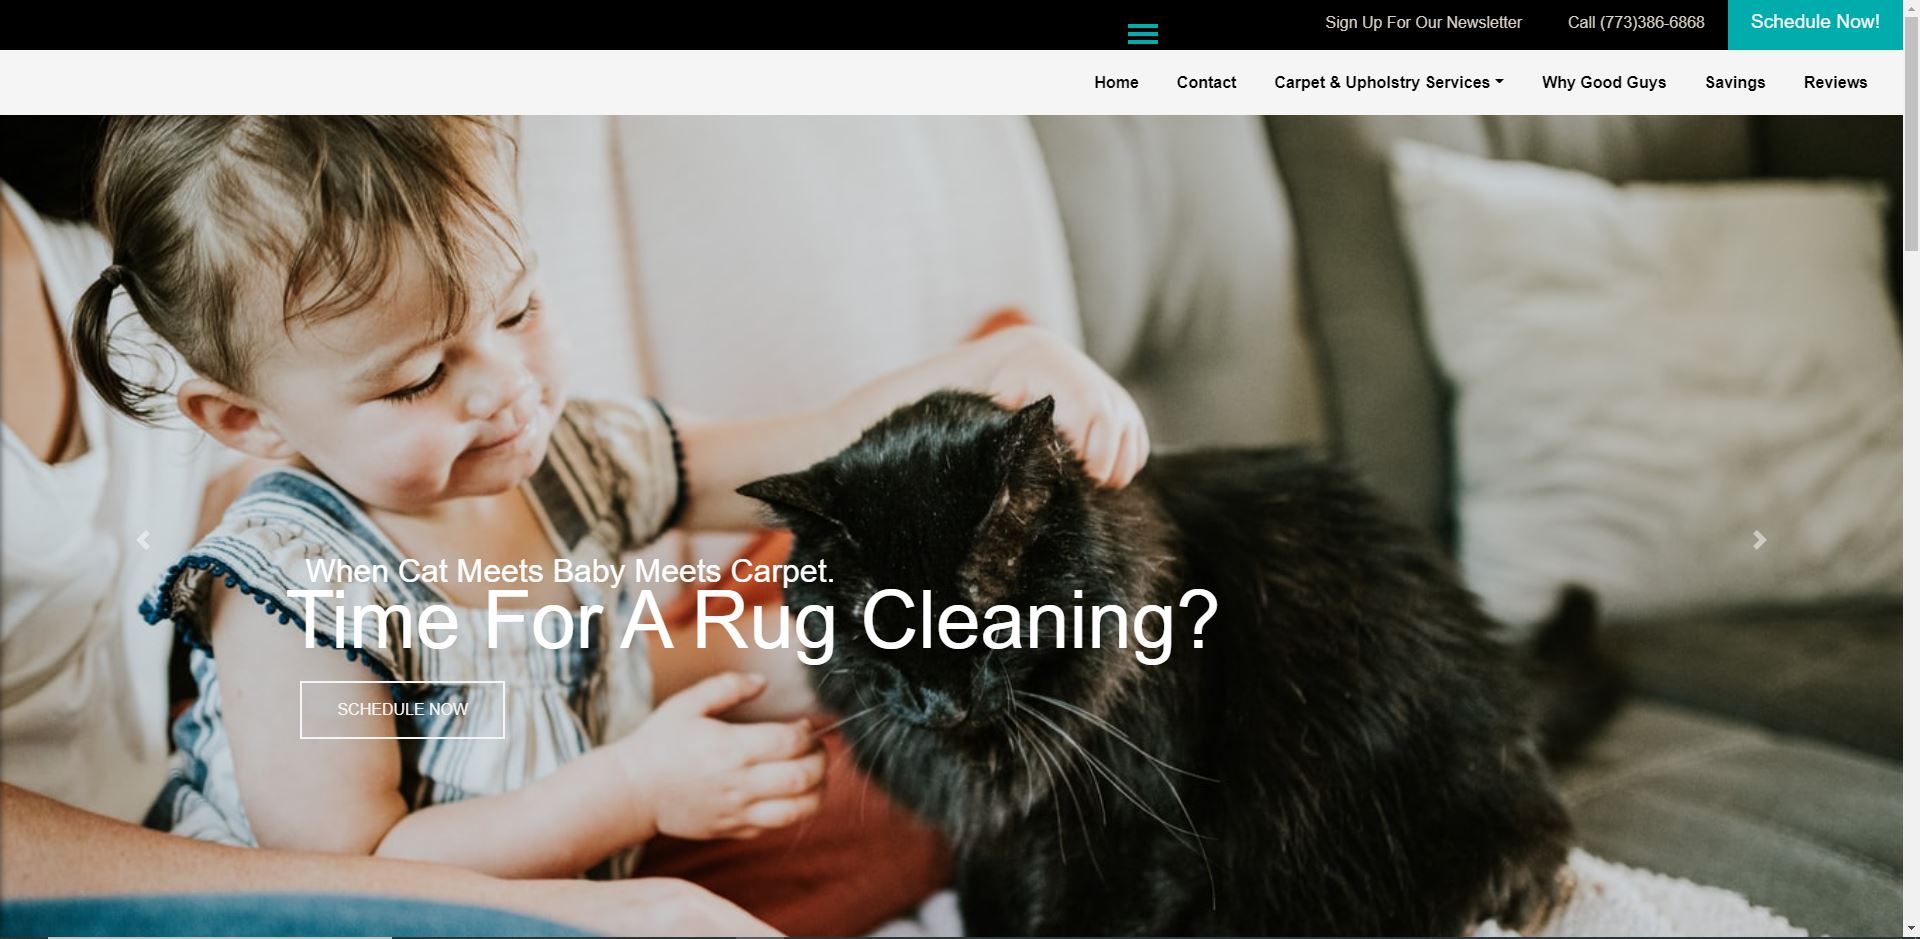 Sign Up For Our Newsletter
Call (773)386-6868
Schedule Now!
Home
Contact
Carpet & Upholstry Services
Why Good Guys
Savings
Reviews
When Cat Meets Baby Meets Carpet.
Time For A Rug Cleaning?
SCHEDULE NOW